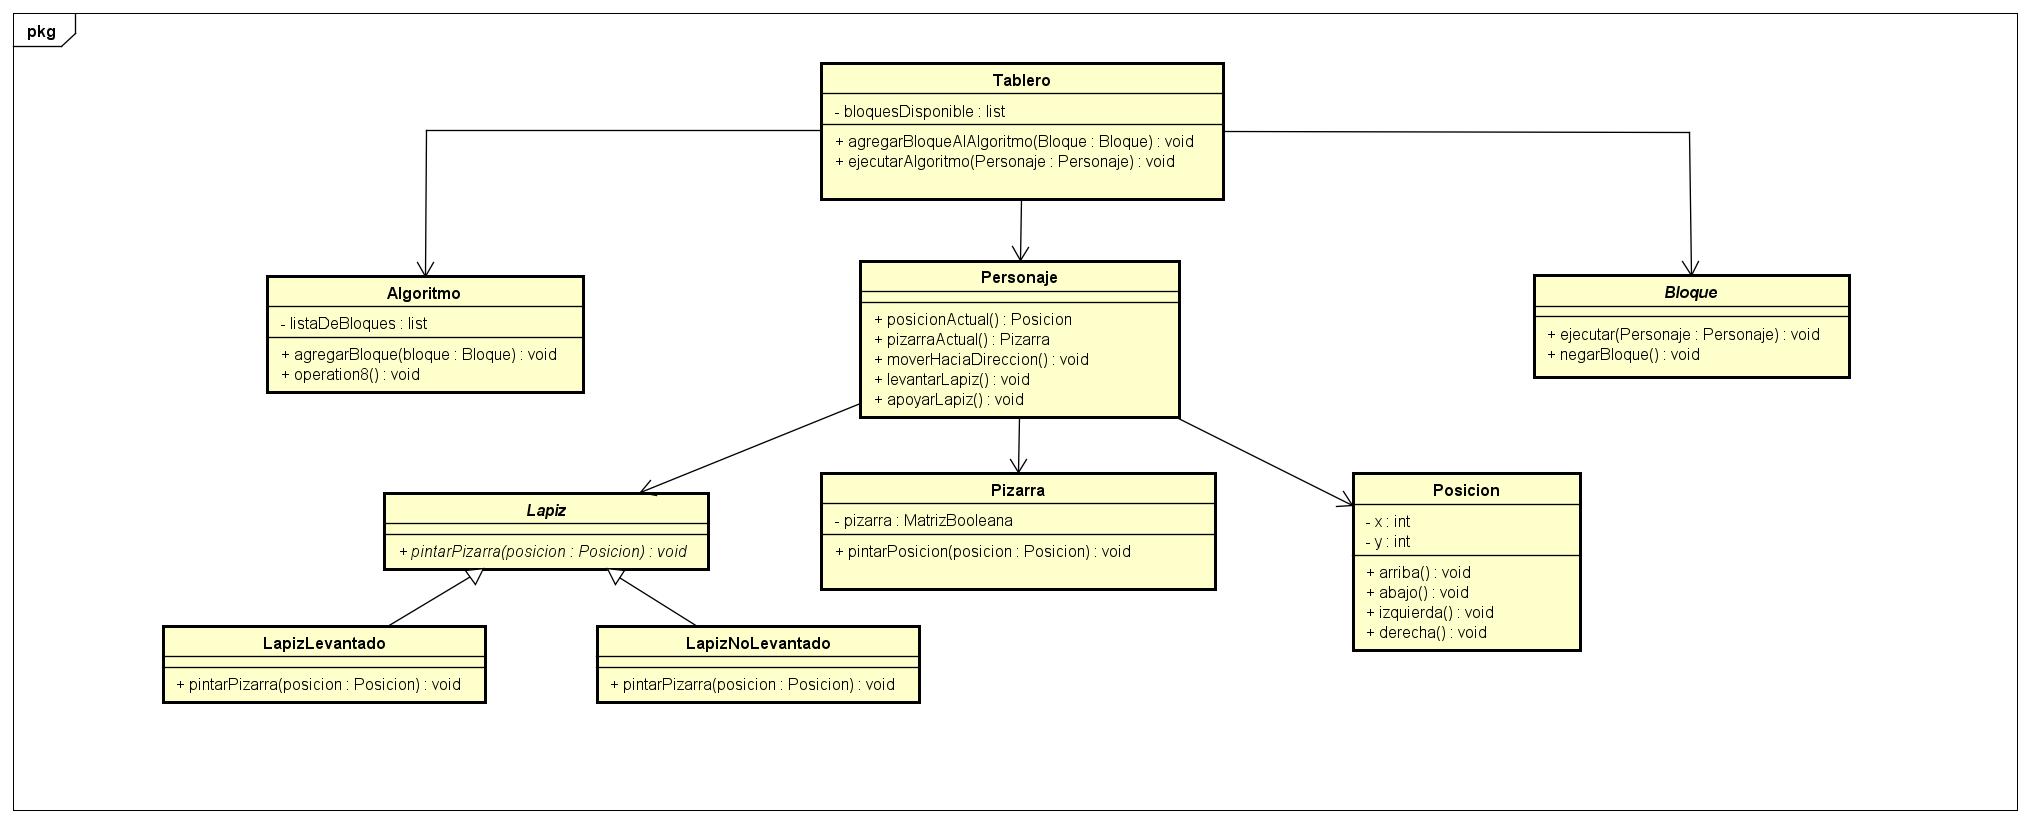 pkg
Tablero
- bloquesDisponible : list
+ agregarBloqueAlAlgoritmo(Bloque : Bloque) : void
+ ejecutarAlgoritmo(Personaje : Personaje) : void
Algoritmo
- listaDeBloques : list
+ agregarBloque(bloque : Bloque) : void
+ operation8() : void
Personaje
+ posicionActual() : Posicion
+ pizarraActual() : Pizarra
+ moverHaciaDireccion() : void
+ levantarLapiz() : void
+ apoyarLapiz() : void
Bloque
+ ejecutar(Personaje : Personaje) : void
+ negarBloque() : void
Lapiz
+ pintarPizarra(posicion : Posicion) : void
Pizarra
- pizarra : MatrizBooleana
+ pintarPosicion(posicion : Posicion) : void
Posicion
- x : int
- y : int
+ arriba() : void
+ abajo() : void
+ izquierda() : void
+ derecha() : void
LapizLevantado
+ pintarPizarra(posicion : Posicion) : void
LapizNoLevantado
+ pintarPizarra(posicion : Posicion) : void